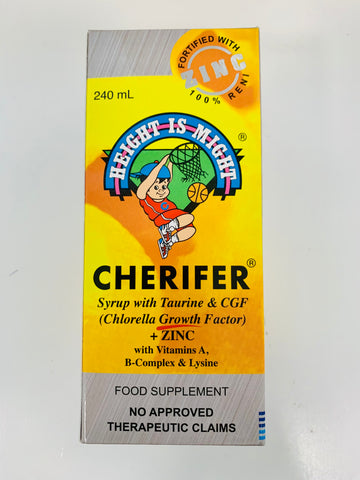 FORTIFIED WITH
ZINC
100% RENI
240 mL
HEIGHT IS MIGHT®
CHERIFER®
Syrup with Taurine & CGF
(Chlorella Growth Factor)
+ ZINC
with Vitamins A,
B-Complex & Lysine
FOOD SUPPLEMENT
NO APPROVED
THERAPEUTIC CLAIMS